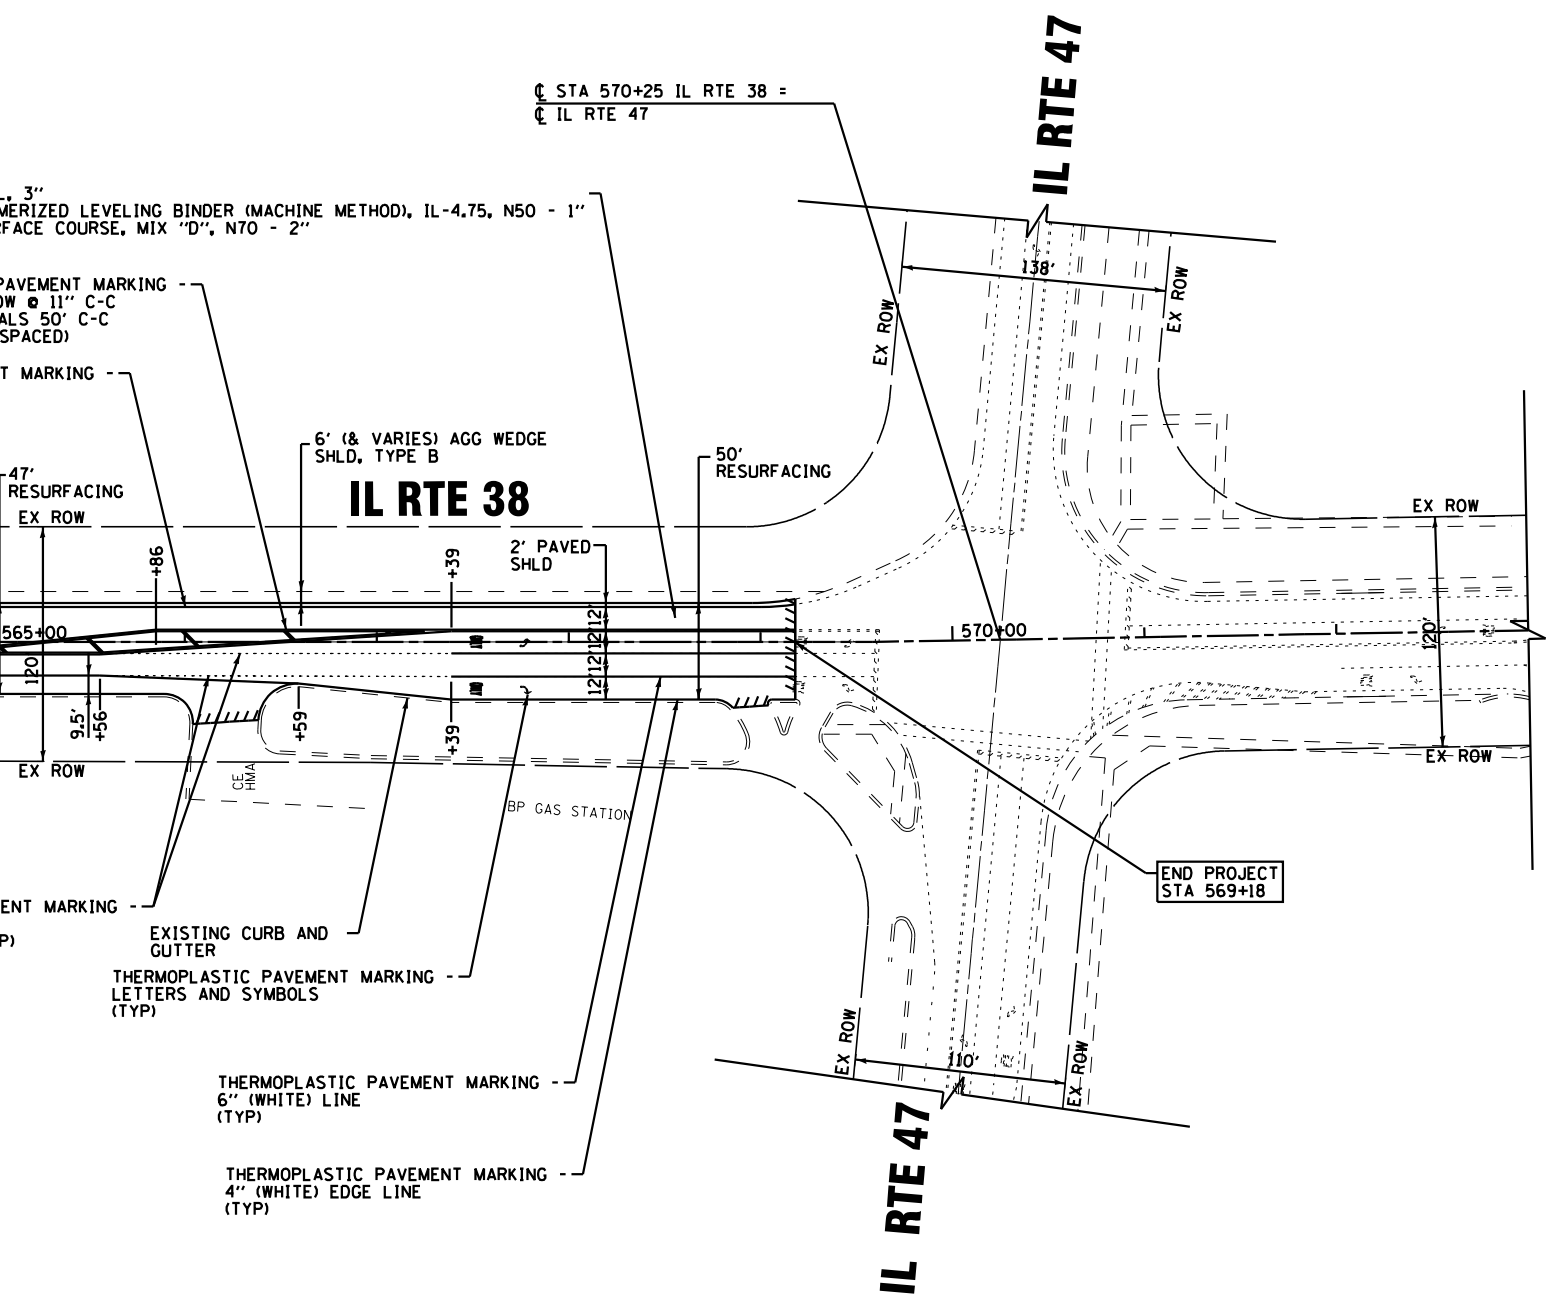 IL RTE 47
℄ STA 570+25 IL RTE 38 =
℄ IL RTE 47
L, 3"
MERIZED LEVELING BINDER (MACHINE METHOD), IL-4.75, N50 - 1"
FACE COURSE, MIX "D", N70 - 2"
PAVEMENT MARKING
OW @ 11" C-C
ALS 50' C-C
SPACED)
T MARKING
138'
EX ROW
EX ROW
6' (& VARIES) AGG WEDGE
SHLD, TYPE B
50'
RESURFACING
47'
RESURFACING
IL RTE 38
EX ROW
EX ROW
2' PAVED
SHLD
+86
+39
565+00
12'
12'
12'
12'
570+00
120
120'
9.5'
+56
+59
+39
EX ROW
EX ROW
CE
HMA
BP GAS STATION
END PROJECT
STA 569+18
ENT MARKING
P)
EXISTING CURB AND
GUTTER
THERMOPLASTIC PAVEMENT MARKING
LETTERS AND SYMBOLS
(TYP)
EX ROW
110'
EX ROW
THERMOPLASTIC PAVEMENT MARKING
6" (WHITE) LINE
(TYP)
THERMOPLASTIC PAVEMENT MARKING
4" (WHITE) EDGE LINE
(TYP)
IL RTE 47